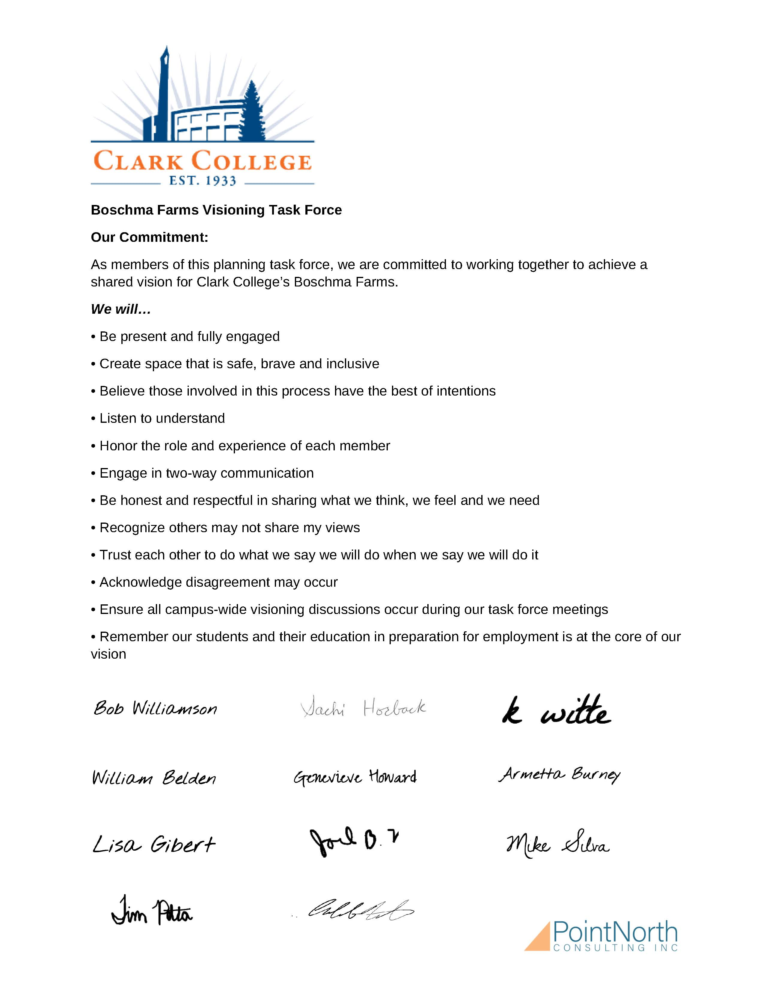 CLARK COLLEGE
EST. 1933
Boschma Farms Visioning Task Force
Our Commitment:
As members of this planning task force, we are committed to working together to achieve a
shared vision for Clark College’s Boschma Farms.
We will…
• Be present and fully engaged
• Create space that is safe, brave and inclusive
• Believe those involved in this process have the best of intentions
• Listen to understand
• Honor the role and experience of each member
• Engage in two-way communication
• Be honest and respectful in sharing what we think, we feel and we need
• Recognize others may not share my views
• Trust each other to do what we say we will do when we say we will do it
• Acknowledge disagreement may occur
• Ensure all campus-wide visioning discussions occur during our task force meetings
• Remember our students and their education in preparation for employment is at the core of our
vision
Bob Williamson Sachi Horback k witte
William Belden Genevieve Howard Armetta Burney
Lisa Gibert Mike Silva
Jim
PointNorth
CONSULTING INC